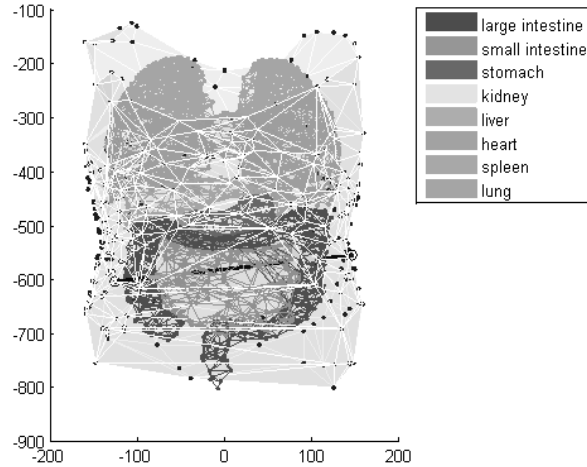 -100
-200
-300
-400
-500
-600
-700
-800
-900
-200
-100
0
100
200
large intestine
small intestine
stomach
kidney
liver
heart
spleen
lung